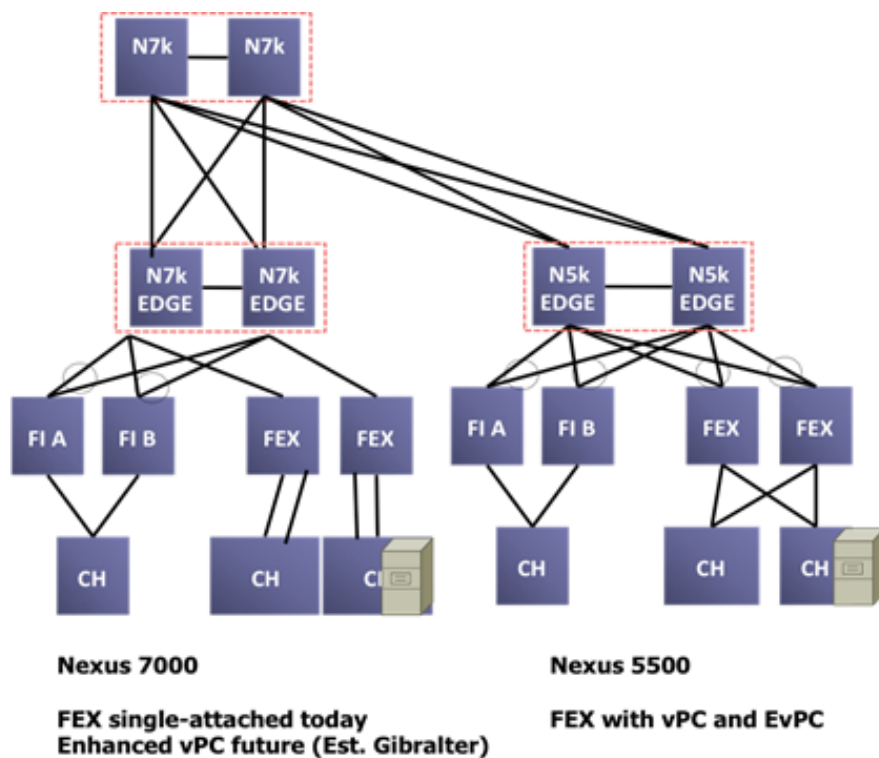 N7k N7k
N7k EDGE N7k EDGE N5k EDGE N5k EDGE
FI A FI B FEX FEX FI A FI B FEX FEX
CH CH CH CH CH
Nexus 7000 Nexus 5500
FEX single-attached today FEX with vPC and EvPC
Enhanced vPC future (Est. Gibralter)